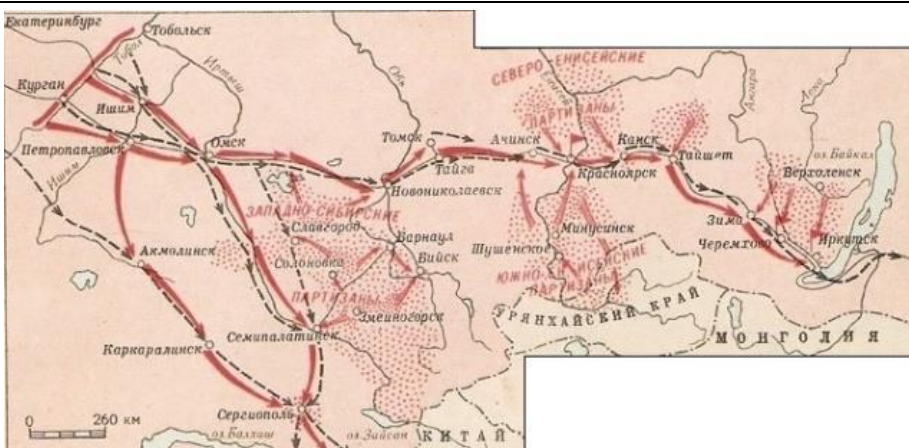 Екатеринбург
Тобольск
Тобол
Иртыш
Обь
СЕВЕРО-ЕНИСЕЙСКИЕ
Енисей
ПАРТИЗАНЫ
Ангара
Лена
Курган
Ишим
Петропавловск
Омск
Томск
Тайга
Ачинск
Канск
Красноярск
Тайшет
оз. Байкал
Верхоленск
Ишим
Новониколаевск
ЗАПАДНО-СИБИРСКИЕ
Славгород
Барнаул
Бийск
Солоновка
ПАРТИЗАНЫ
Змеиногорск
Минусинск
Шушенское
ЮЖНО-ЕНИСЕЙСКИЕ
ПАРТИЗАНЫ
Зима
Черемхово
Иркутск
Акмолинск
Семипалатинск
УРЯНХАЙСКИЙ КРАЙ
МОНГОЛИЯ
Каркаралинск
Сергиополь
0 260 км
оз. Балхаш
оз. Зайсан
КИТАЙ